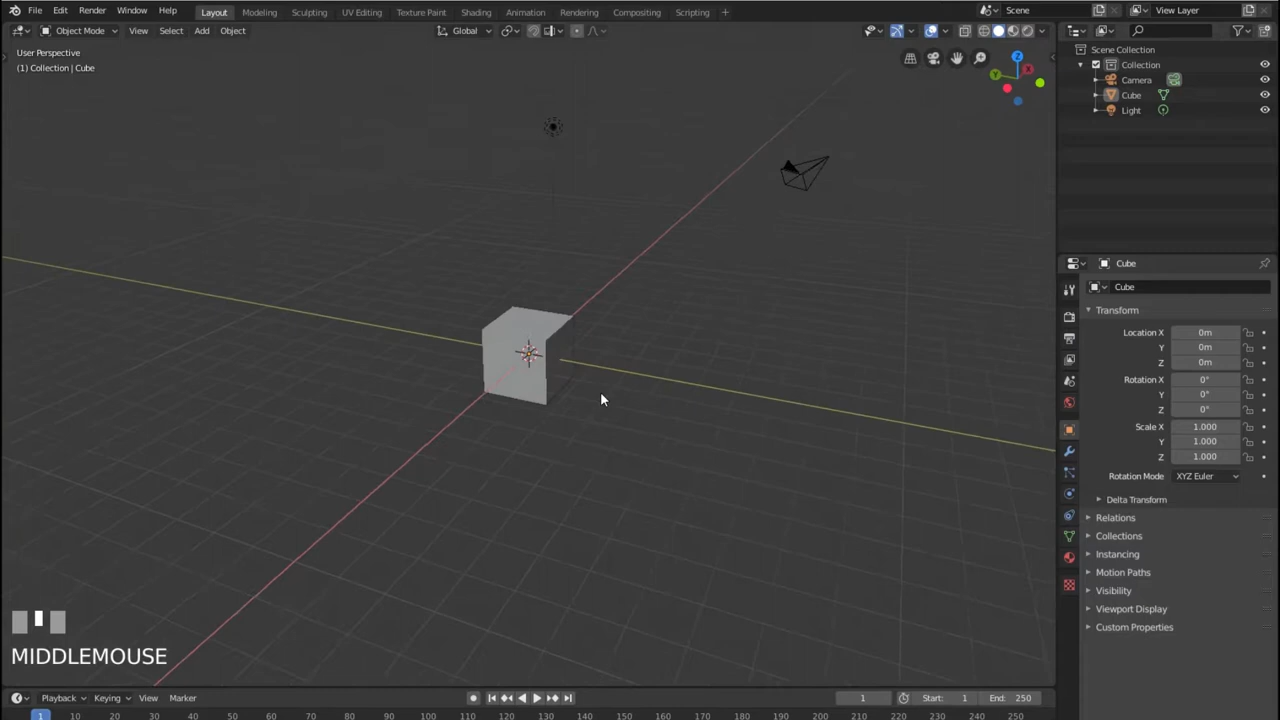 File Edit Render Window Help Layout Modeling Sculpting UV Editing Texture Paint Shading Animation Rendering Compositing Scripting + Scene View Layer
Object Mode View Select Add Object Global
User Perspective
(1) Collection | Cube
Z
X
Y
Scene Collection
Collection
Camera
Cube
Light
Cube
Cube
Transform
Location X 0m
Y 0m
Z 0m
Rotation X 0°
Y 0°
Z 0°
Scale X 1.000
Y 1.000
Z 1.000
Rotation Mode XYZ Euler
Delta Transform
Relations
Collections
Instancing
Motion Paths
Visibility
Viewport Display
Custom Properties
MIDDLEMOUSE
Playback Keying View Marker 1 Start: 1 End: 250
1 10 20 30 40 50 60 70 80 90 100 110 120 130 140 150 160 170 180 190 200 210 220 230 240 250